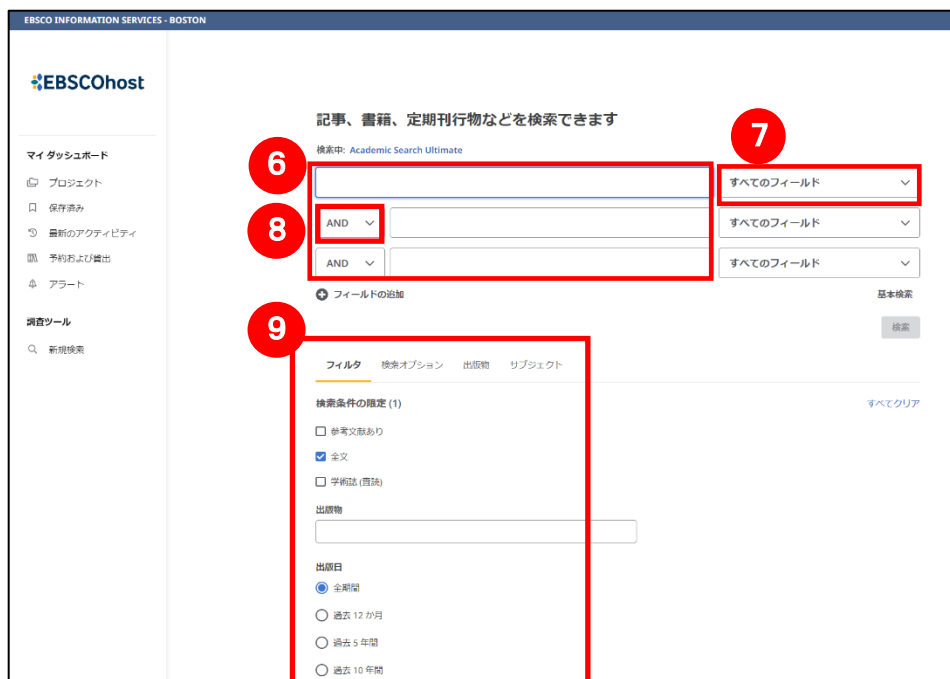 EBSCO INFORMATION SERVICES - BOSTON
EBSCOhost
マイ ダッシュボード
プロジェクト
保存済み
最新のアクティビティ
予約および貸出
アラート
調査ツール
新規検索
記事、書籍、定期刊行物などを検索できます
検索中: Academic Search Ultimate
6
7
すべてのフィールド
8
AND
すべてのフィールド
AND
すべてのフィールド
フィールドの追加
基本検索
検索
9
フィルタ 検索オプション 出版物 サブジェクト
検索条件の限定 (1)
すべてクリア
参考文献あり
全文
学術誌 (査読)
出版物
出版日
全期間
過去 12 か月
過去 5 年間
過去 10 年間